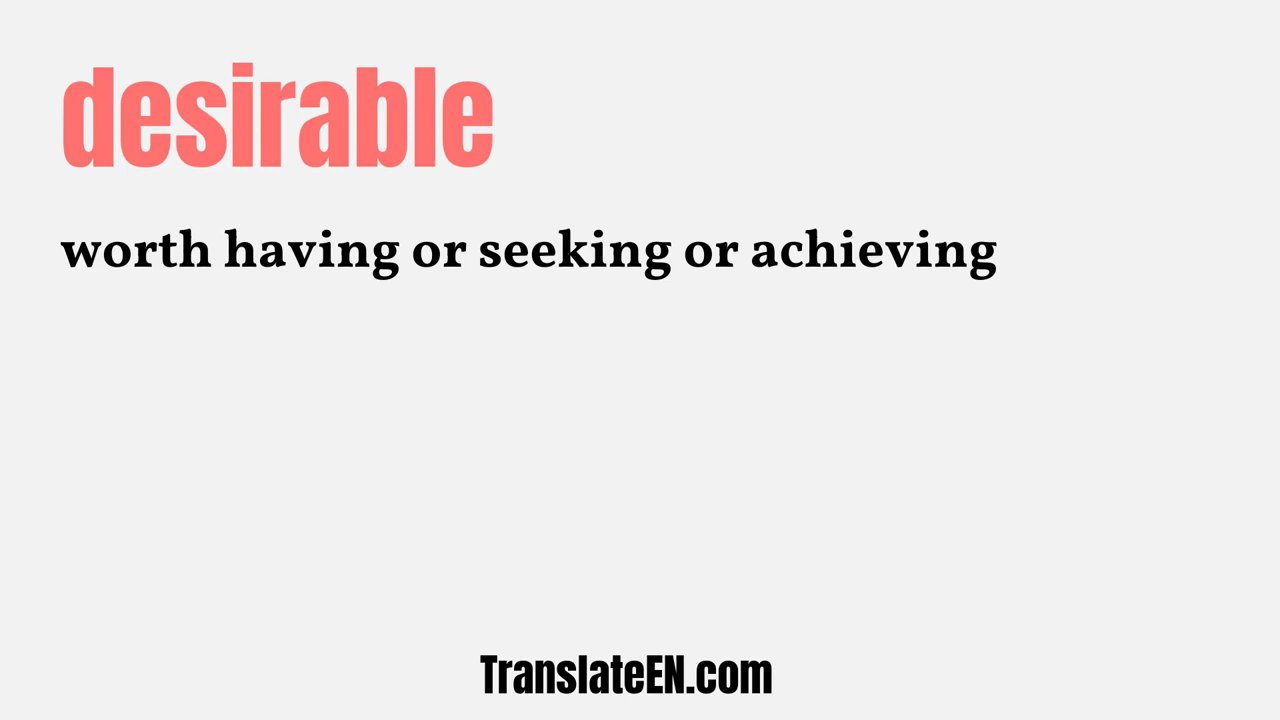 desirable
worth having or seeking or achieving
TranslateEN.com